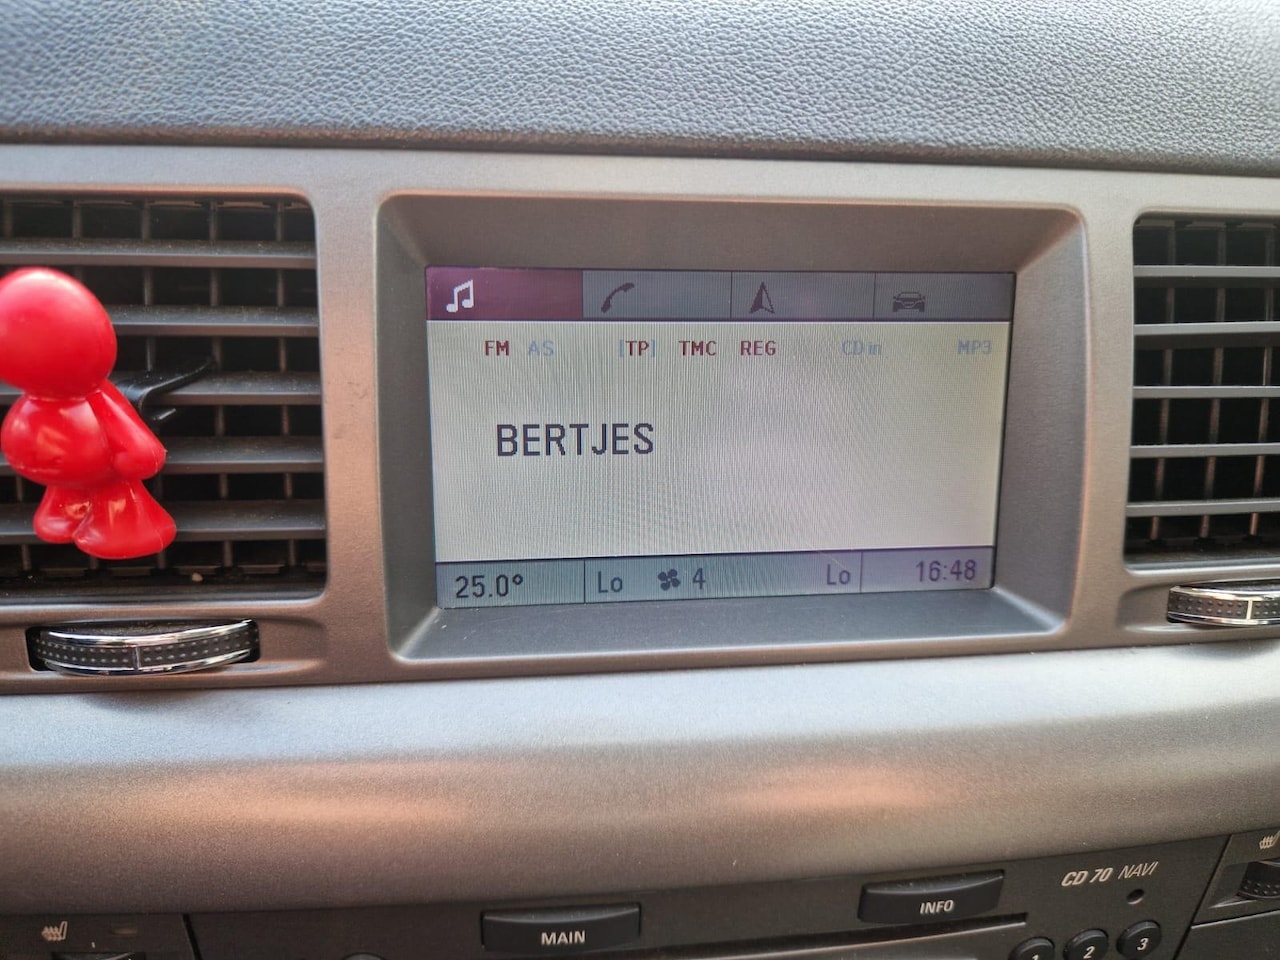 FM AS [TP] TMC REG CD in MP3
BERTJES
25.0° Lo 4 Lo 16:48
CD 70 NAVI
INFO
MAIN
1 2 3